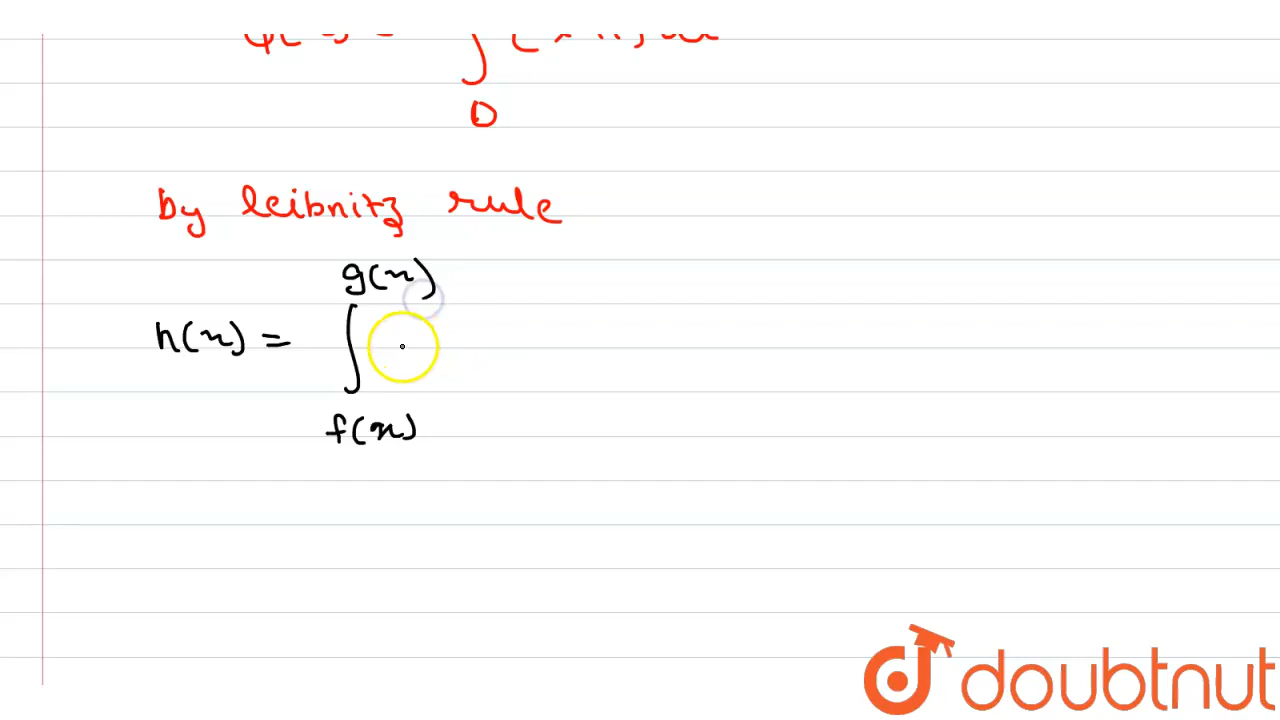 0
by leibnitz rule
g(x)
h(x) = ∫
f(x)
doubtnut